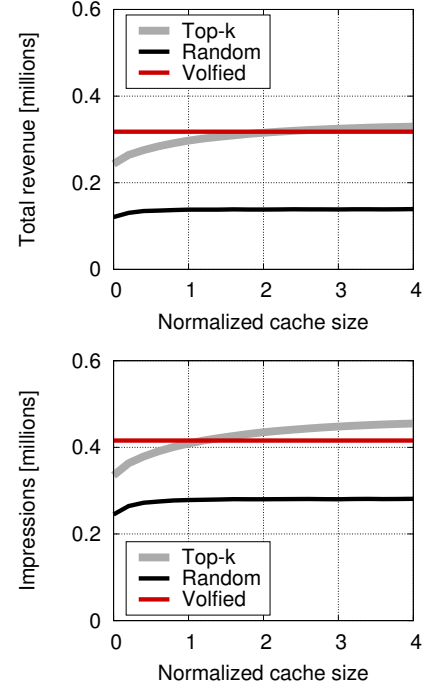 Total revenue [millions]
0.6
0.4
0.2
0
Top-k
Random
Volfied
0 1 2 3 4
Normalized cache size
Impressions [millions]
0.6
0.4
0.2
0
Top-k
Random
Volfied
0 1 2 3 4
Normalized cache size